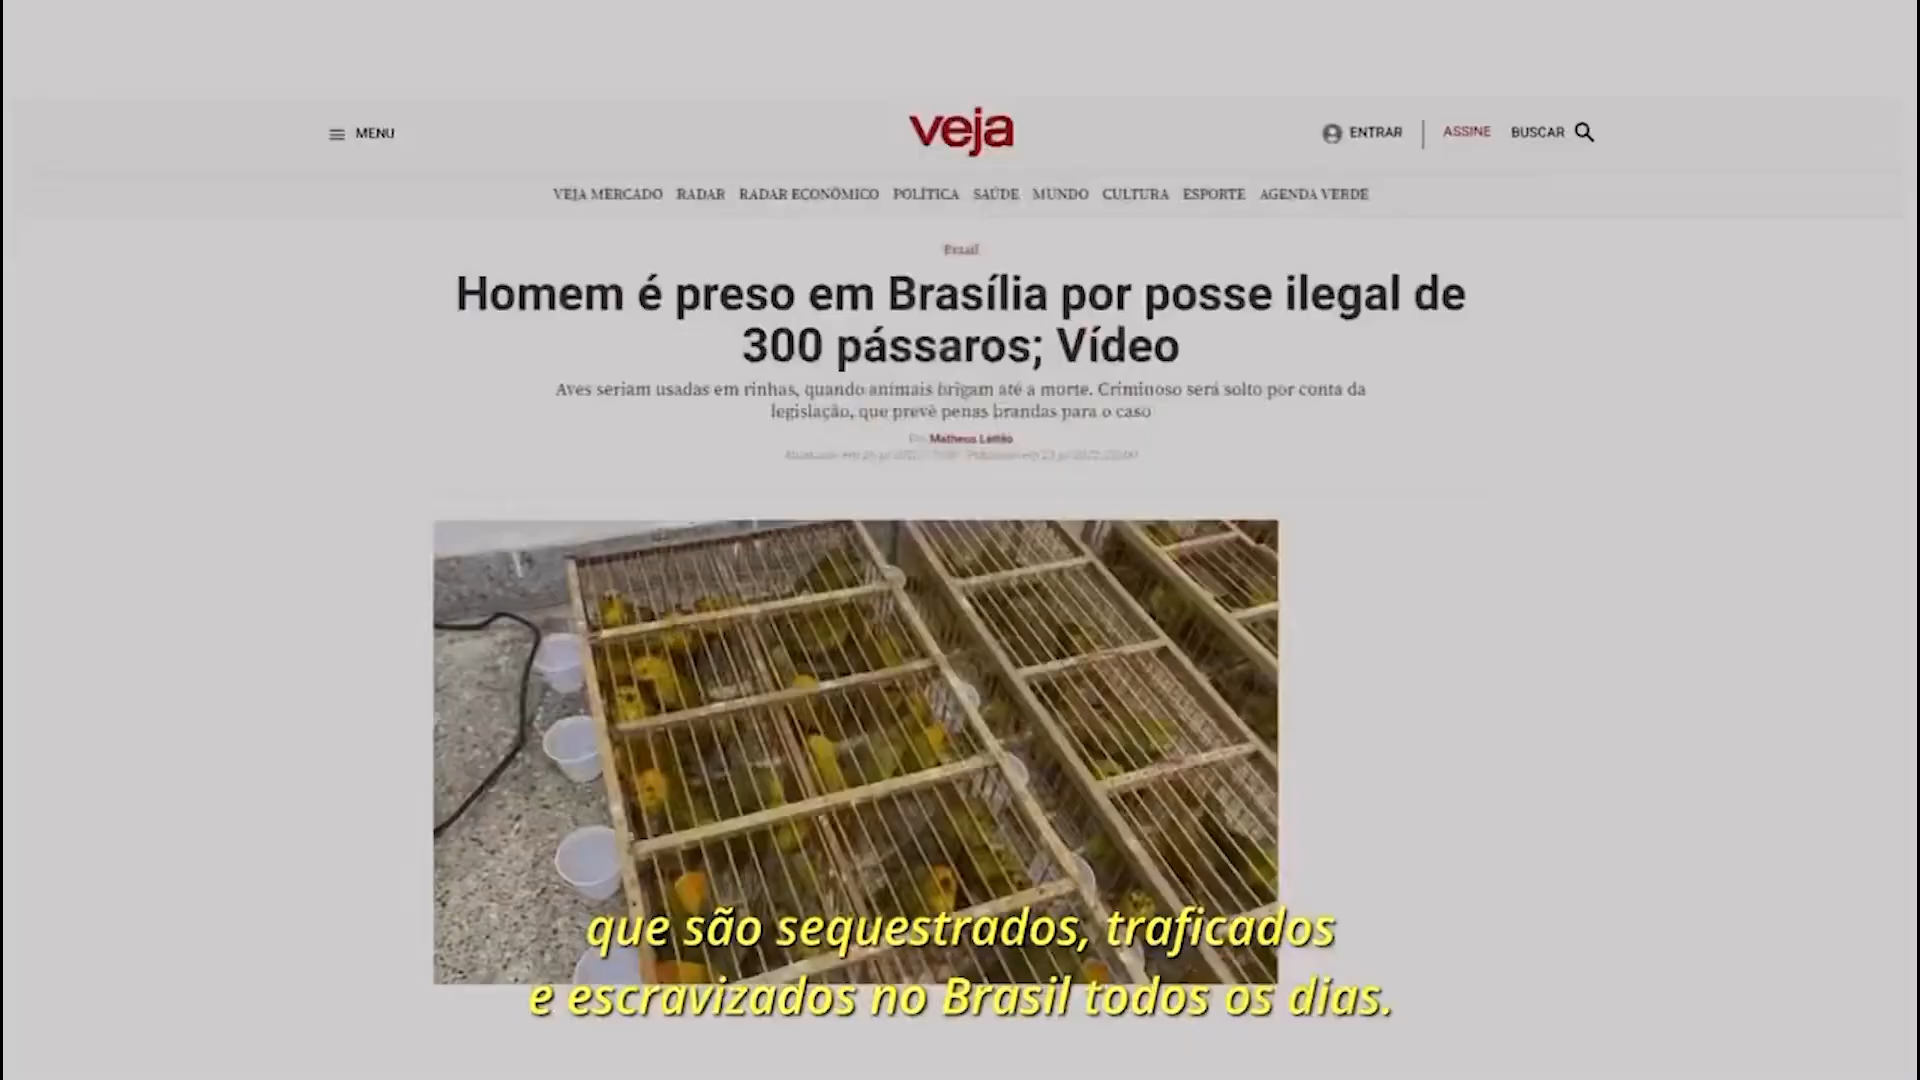 MENU
veja
ENTRAR
ASSINE
BUSCAR
VEJA MERCADO RADAR RADAR ECONÔMICO POLÍTICA SAÚDE MUNDO CULTURA ESPORTE AGENDA VERDE
Brasil
Homem é preso em Brasília por posse ilegal de
300 pássaros; Vídeo
Aves seriam usadas em rinhas, quando animais brigam até a morte. Criminoso será solto por conta da
legislação, que prevê penas brandas para o caso
Por Matheus Leitão
que são sequestrados, traficados
e escravizados no Brasil todos os dias.